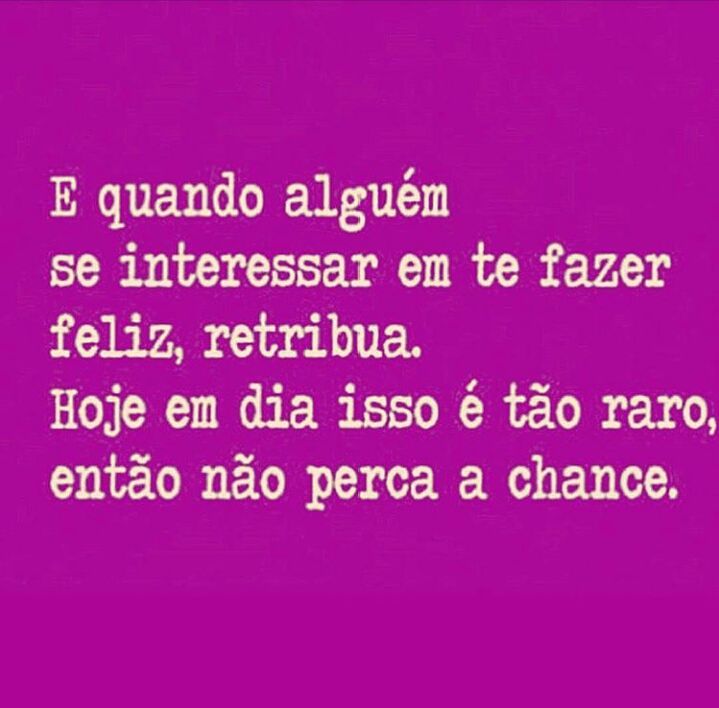 E quando alguém
se interessar em te fazer
feliz, retribua.
Hoje em dia isso é tão raro,
então não perca a chance.